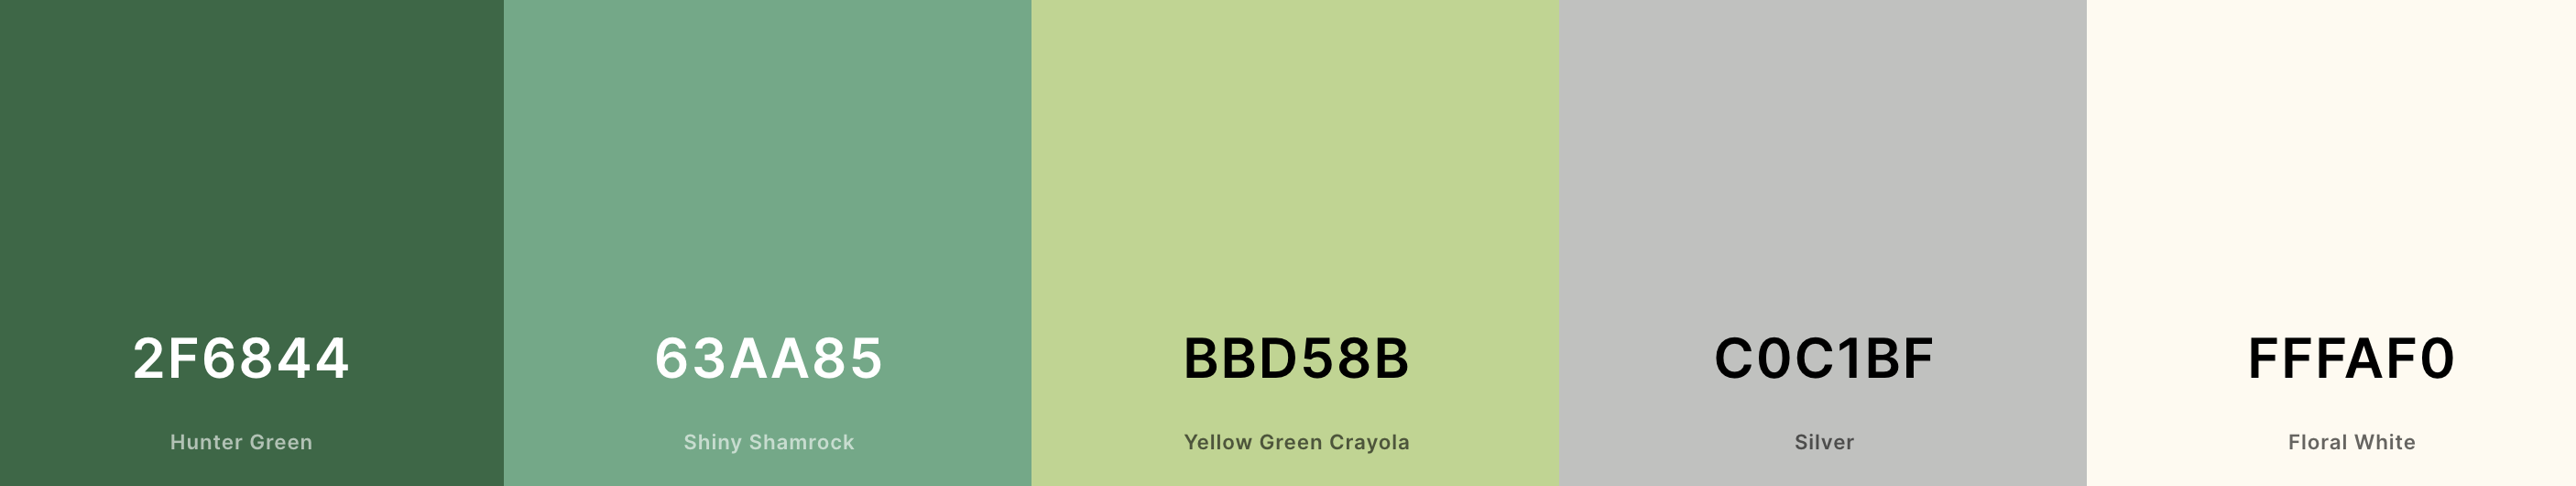 2F6844
Hunter Green
63AA85
Shiny Shamrock
BBD58B
Yellow Green Crayola
C0C1BF
Silver
FFFAF0
Floral White